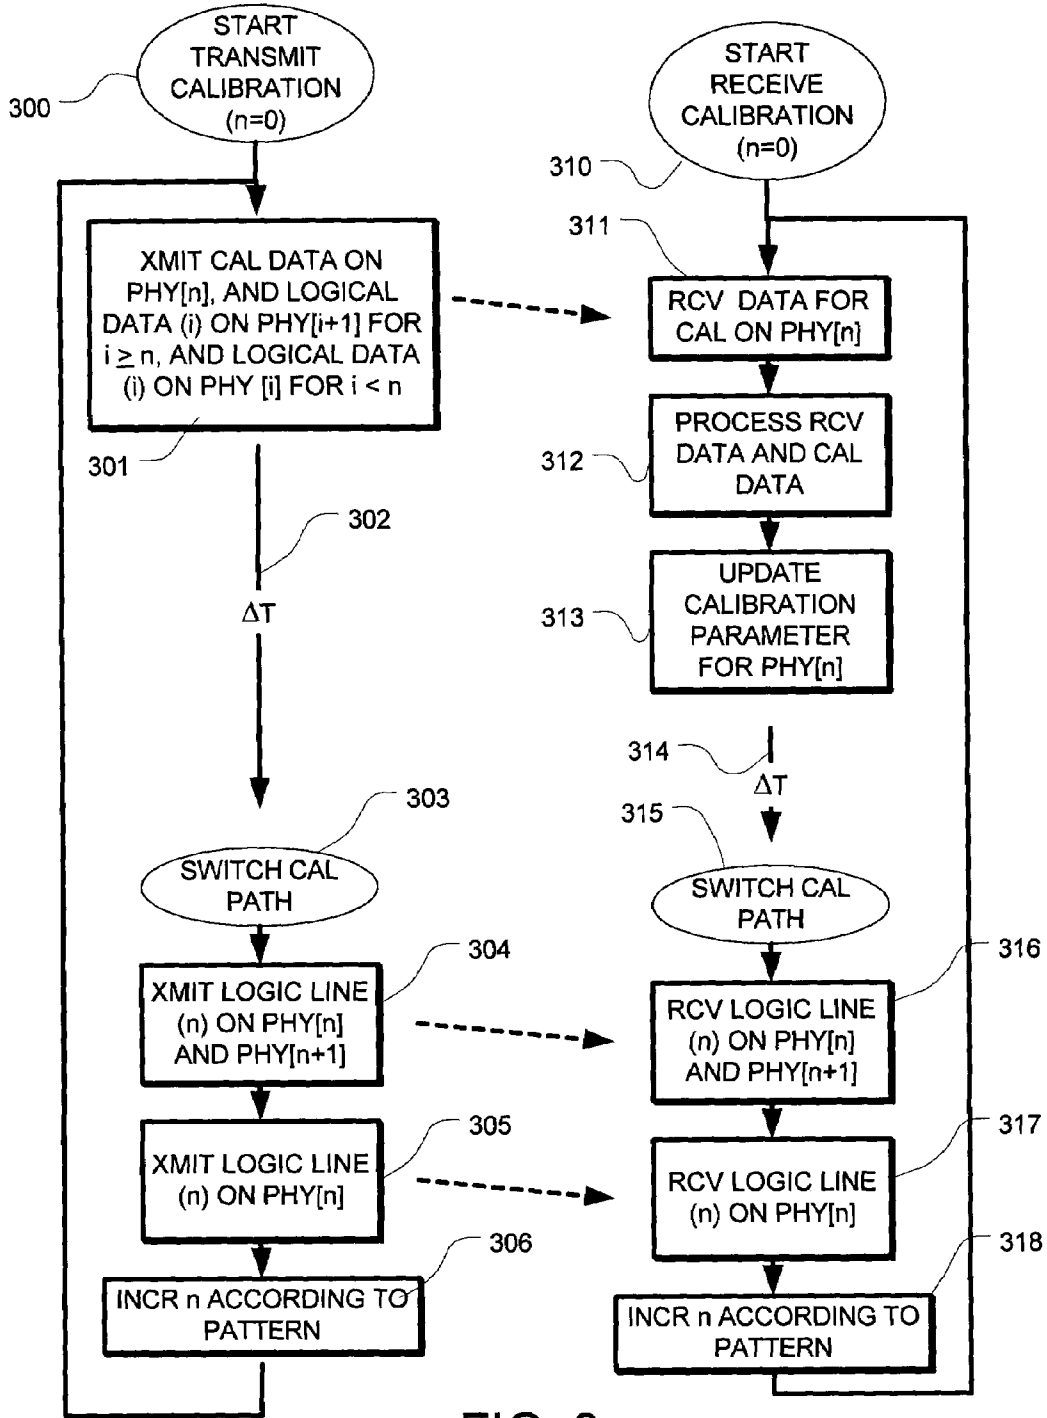 START
TRANSMIT
CALIBRATION
(n=0)
300
XMIT CAL DATA ON
PHY[n], AND LOGICAL
DATA (i) ON PHY[i+1] FOR
i ≥ n, AND LOGICAL DATA
(i) ON PHY [i] FOR i < n
301
302
ΔT
303
SWITCH CAL
PATH
304
XMIT LOGIC LINE
(n) ON PHY[n]
AND PHY[n+1]
305
XMIT LOGIC LINE
(n) ON PHY[n]
306
INCR n ACCORDING TO
PATTERN
START
RECEIVE
CALIBRATION
(n=0)
310
311
RCV DATA FOR
CAL ON PHY[n]
PROCESS RCV
DATA AND CAL
DATA
312
UPDATE
CALIBRATION
PARAMETER
FOR PHY[n]
313
314
ΔT
315
SWITCH CAL
PATH
316
RCV LOGIC LINE
(n) ON PHY[n]
AND PHY[n+1]
317
RCV LOGIC LINE
(n) ON PHY[n]
318
INCR n ACCORDING TO
PATTERN
FIG.